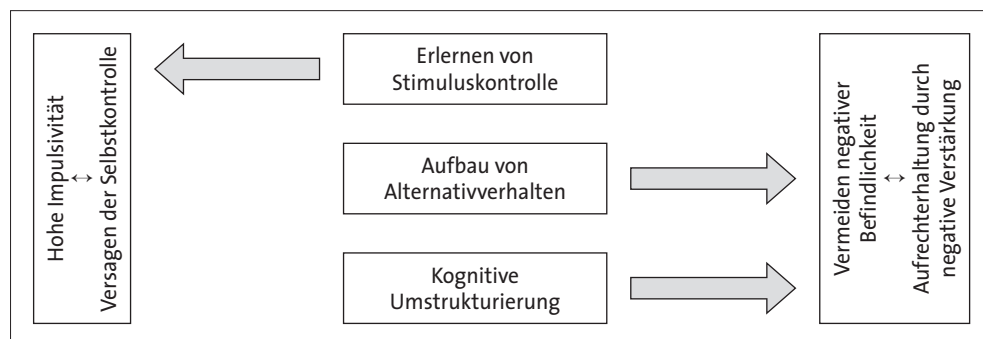 Hohe Impulsivität
↔
Versagen der Selbstkontrolle
Erlernen von
Stimuluskontrolle
Aufbau von
Alternativverhalten
Kognitive
Umstrukturierung
Vermeiden negativer
Befindlichkeit
↔
Aufrechterhaltung durch
negative Verstärkung